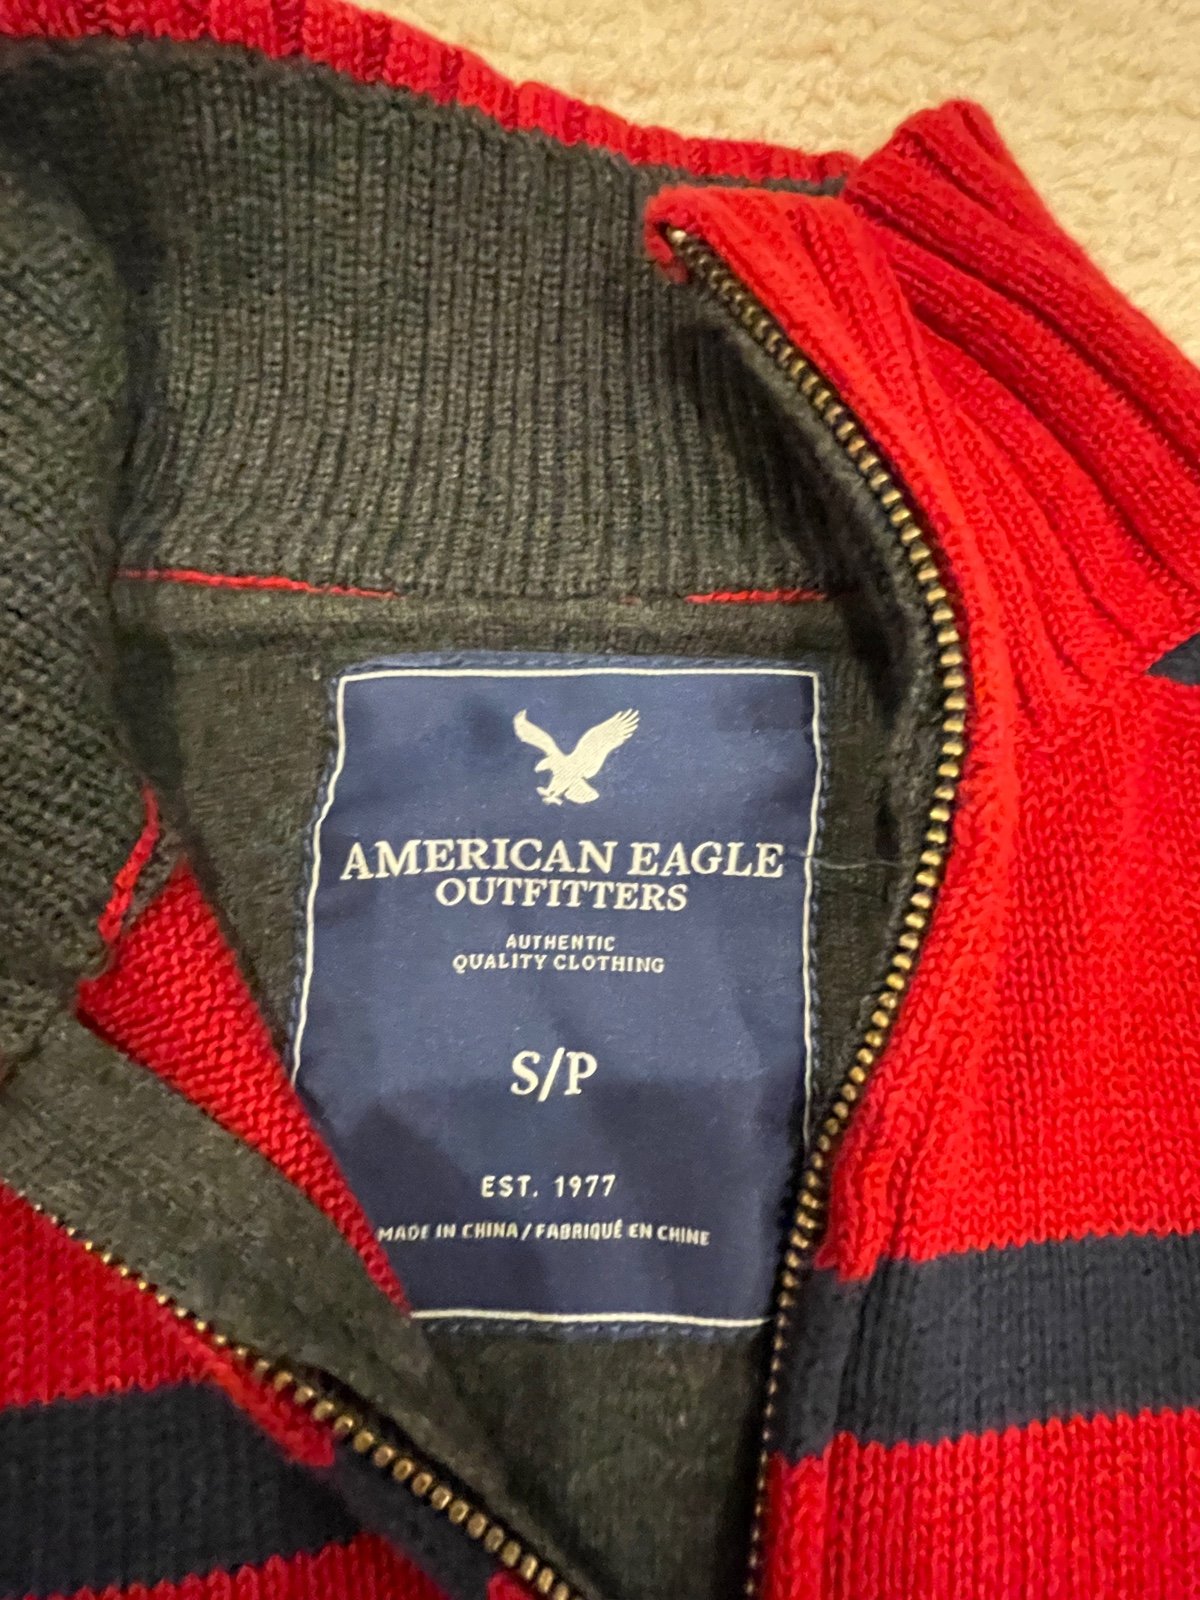 AMERICAN EAGLE
OUTFITTERS
AUTHENTIC
QUALITY CLOTHING
S/P
EST. 1977
MADE IN CHINA / FABRIQUÉ EN CHINE